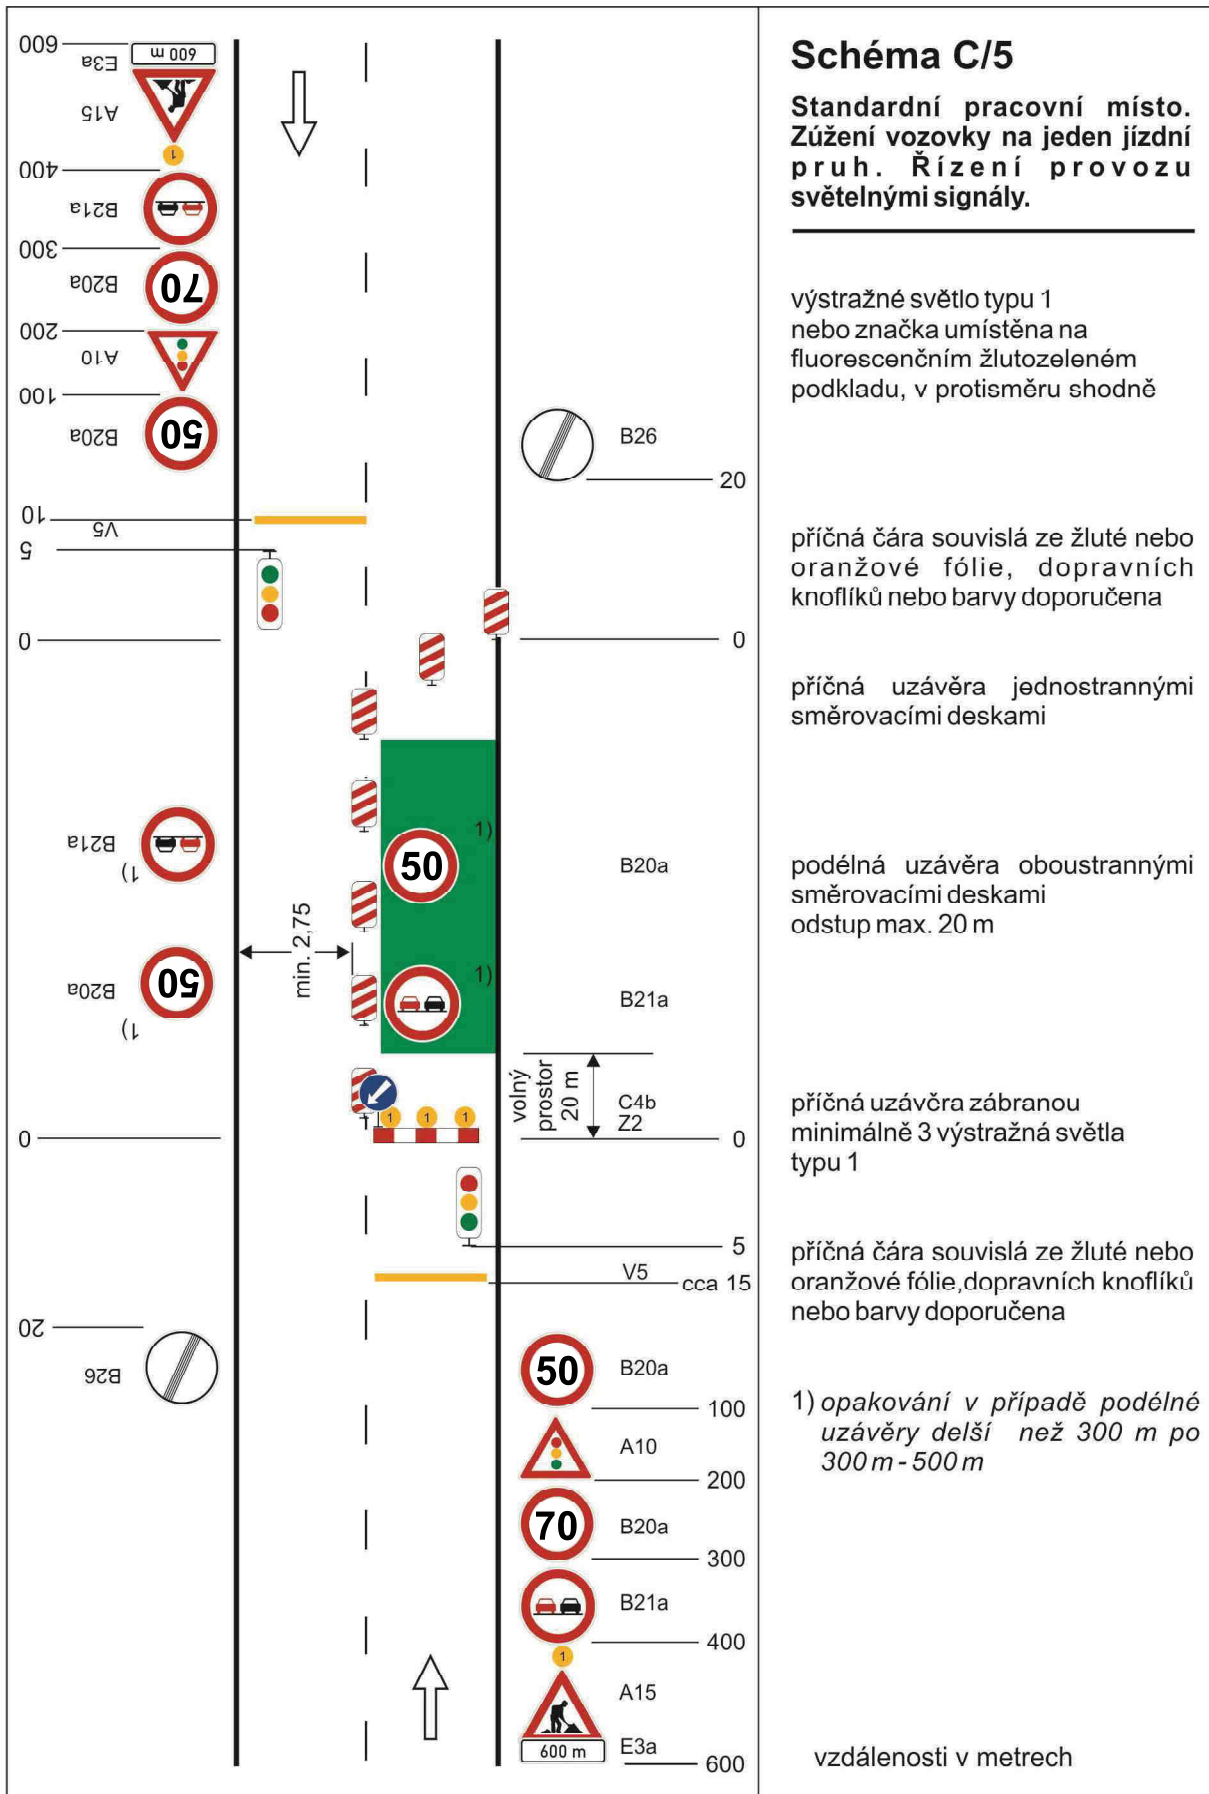 600
E3a
600 m
A15
1
400
B21a
300
B20a
70
200
A10
100
B20a
50
10
V5
5
0
B21a
1)
B20a
50
1)
0
20
B26
min. 2,75
B26
20
0
1)
50
B20a
1)
B21a
volný
prostor
20 m
C4b
Z2
1 1 1
0
5
V5
cca 15
50
B20a
100
A10
200
70
B20a
300
B21a
400
1
A15
600 m
E3a
600
Schéma C/5
Standardní pracovní místo.
Zúžení vozovky na jeden jízdní
pruh. Řízení provozu
světelnými signály.
výstražné světlo typu 1
nebo značka umístěna na
fluorescenčním žlutozeleném
podkladu, v protisměru shodně
příčná čára souvislá ze žluté nebo
oranžové fólie, dopravních
knoflíků nebo barvy doporučena
příčná uzávěra jednostrannými
směrovacími deskami
podélná uzávěra oboustrannými
směrovacími deskami
odstup max. 20 m
příčná uzávěra zábranou
minimálně 3 výstražná světla
typu 1
příčná čára souvislá ze žluté nebo
oranžové fólie,dopravních knoflíků
nebo barvy doporučena
1) opakování v případě podélné
uzávěry delší než 300 m po
300 m - 500 m
vzdálenosti v metrech